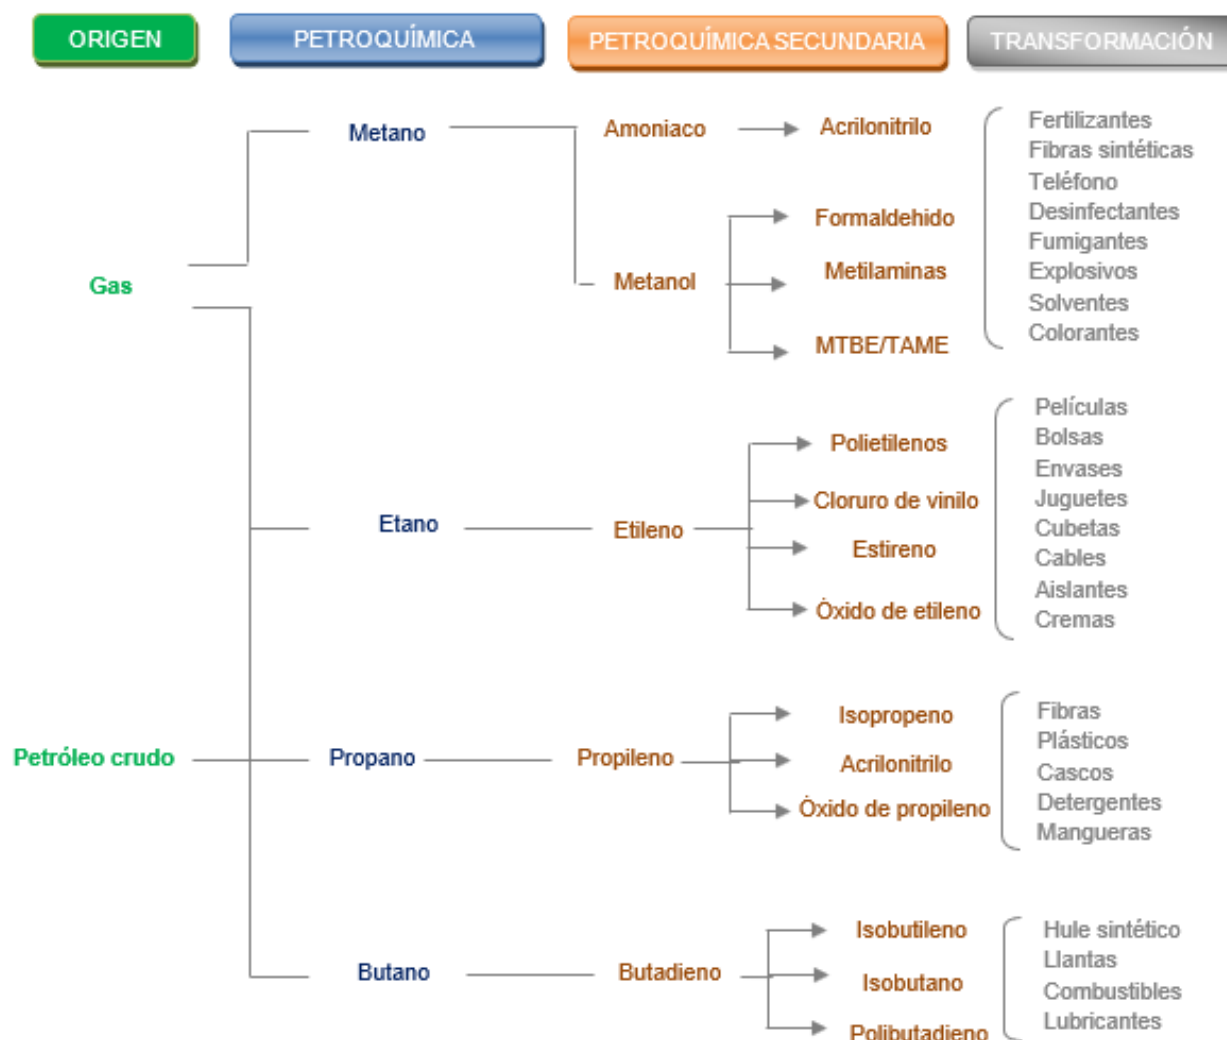 ORIGEN
PETROQUÍMICA
PETROQUÍMICA SECUNDARIA
TRANSFORMACIÓN
Gas
Petróleo crudo
Metano
Amoniaco
Acrilonitrilo
Metanol
Formaldehido
Metilaminas
MTBE/TAME
Fertilizantes
Fibras sintéticas
Teléfono
Desinfectantes
Fumigantes
Explosivos
Solventes
Colorantes
Etano
Etileno
Polietilenos
Cloruro de vinilo
Estireno
Óxido de etileno
Películas
Bolsas
Envases
Juguetes
Cubetas
Cables
Aislantes
Cremas
Propano
Propileno
Isopropeno
Acrilonitrilo
Óxido de propileno
Fibras
Plásticos
Cascos
Detergentes
Mangueras
Butano
Butadieno
Isobutileno
Isobutano
Polibutadieno
Hule sintético
Llantas
Combustibles
Lubricantes